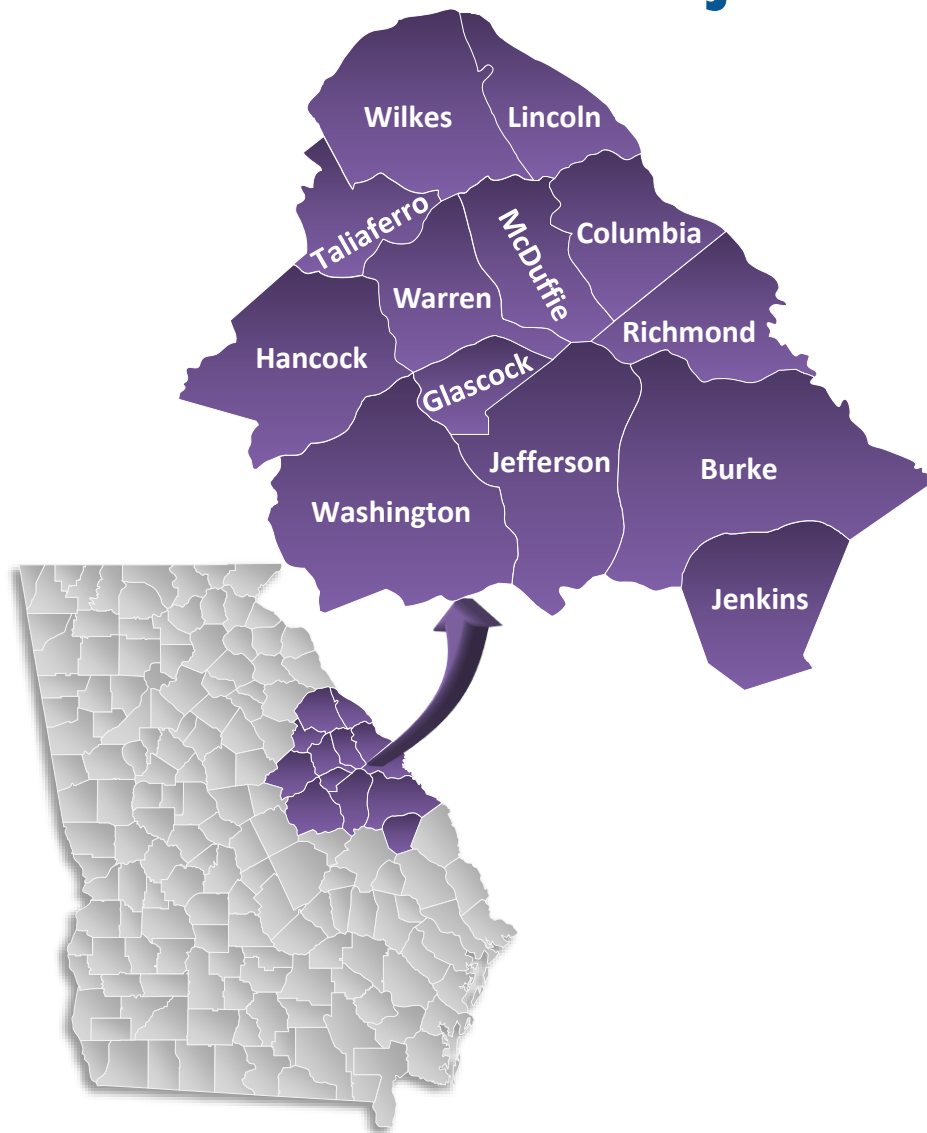 Wilkes
Lincoln
Taliaferro
McDuffie
Columbia
Warren
Richmond
Hancock
Glascock
Jefferson
Burke
Washington
Jenkins